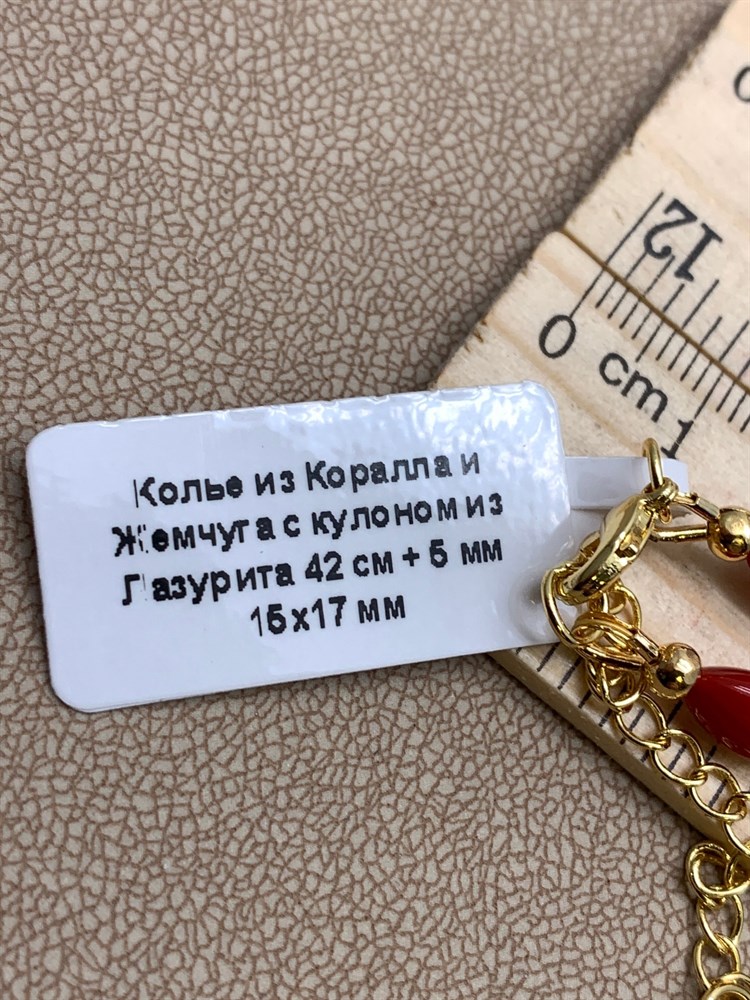 Колье из Коралла и
Жемчуга с кулоном из
Лазурита 42 см + 5 мм
15х17 мм
12
0 cm 1